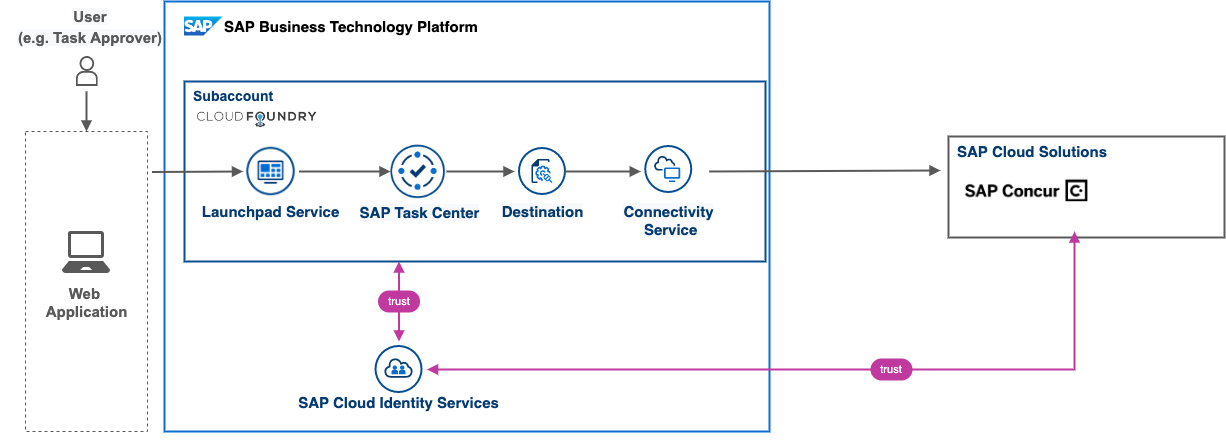 User
(e.g. Task Approver)
SAP SAP Business Technology Platform
Subaccount
CLOUD FOUNDRY
Launchpad Service
SAP Task Center
Destination
Connectivity
Service
SAP Cloud Solutions
SAP Concur C
Web
Application
trust
trust
SAP Cloud Identity Services